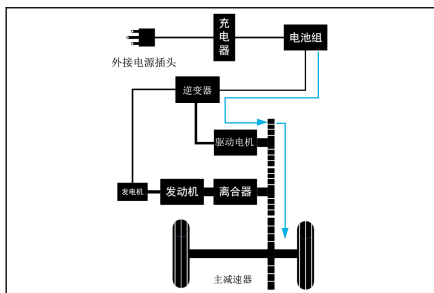 充电器
电池组
外接电源插头
逆变器
驱动电机
发电机
发动机
离合器
主减速器